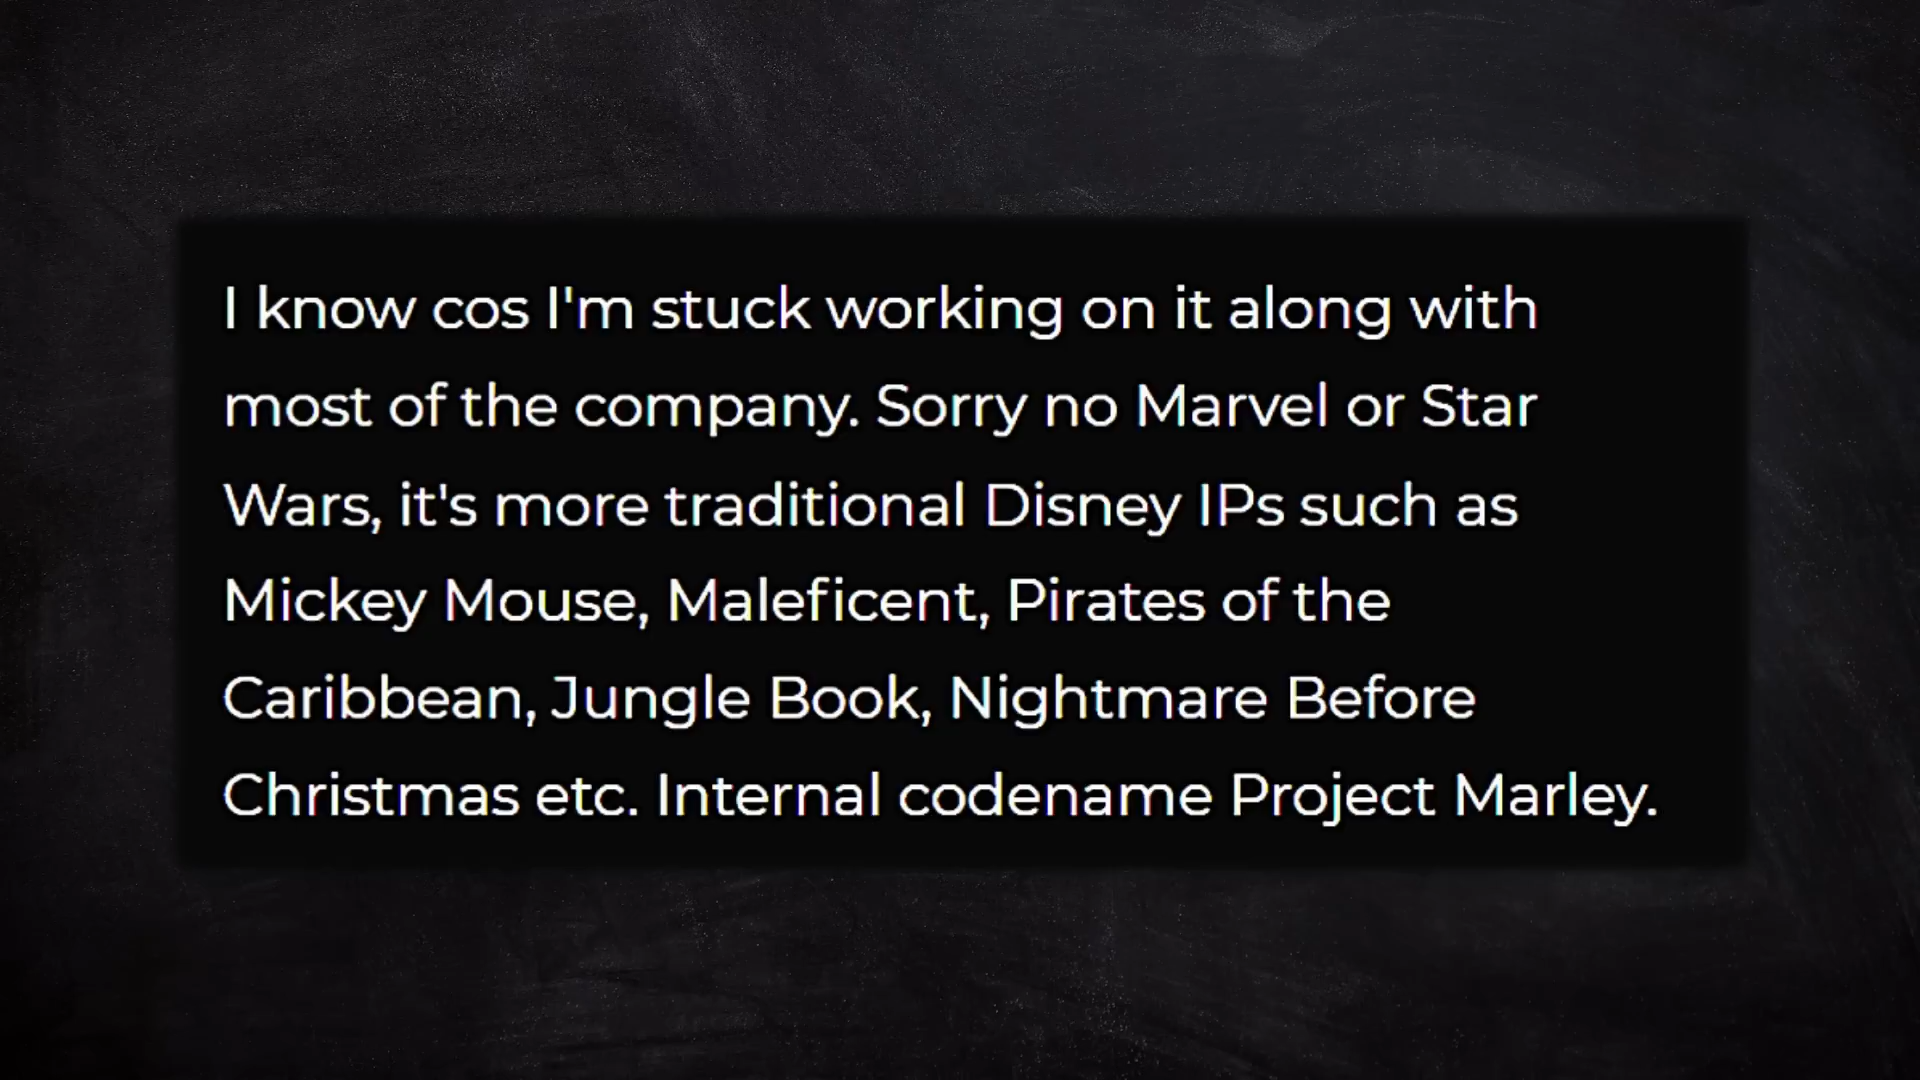 I know cos I'm stuck working on it along with
most of the company. Sorry no Marvel or Star
Wars, it's more traditional Disney IPs such as
Mickey Mouse, Maleficent, Pirates of the
Caribbean, Jungle Book, Nightmare Before
Christmas etc. Internal codename Project Marley.